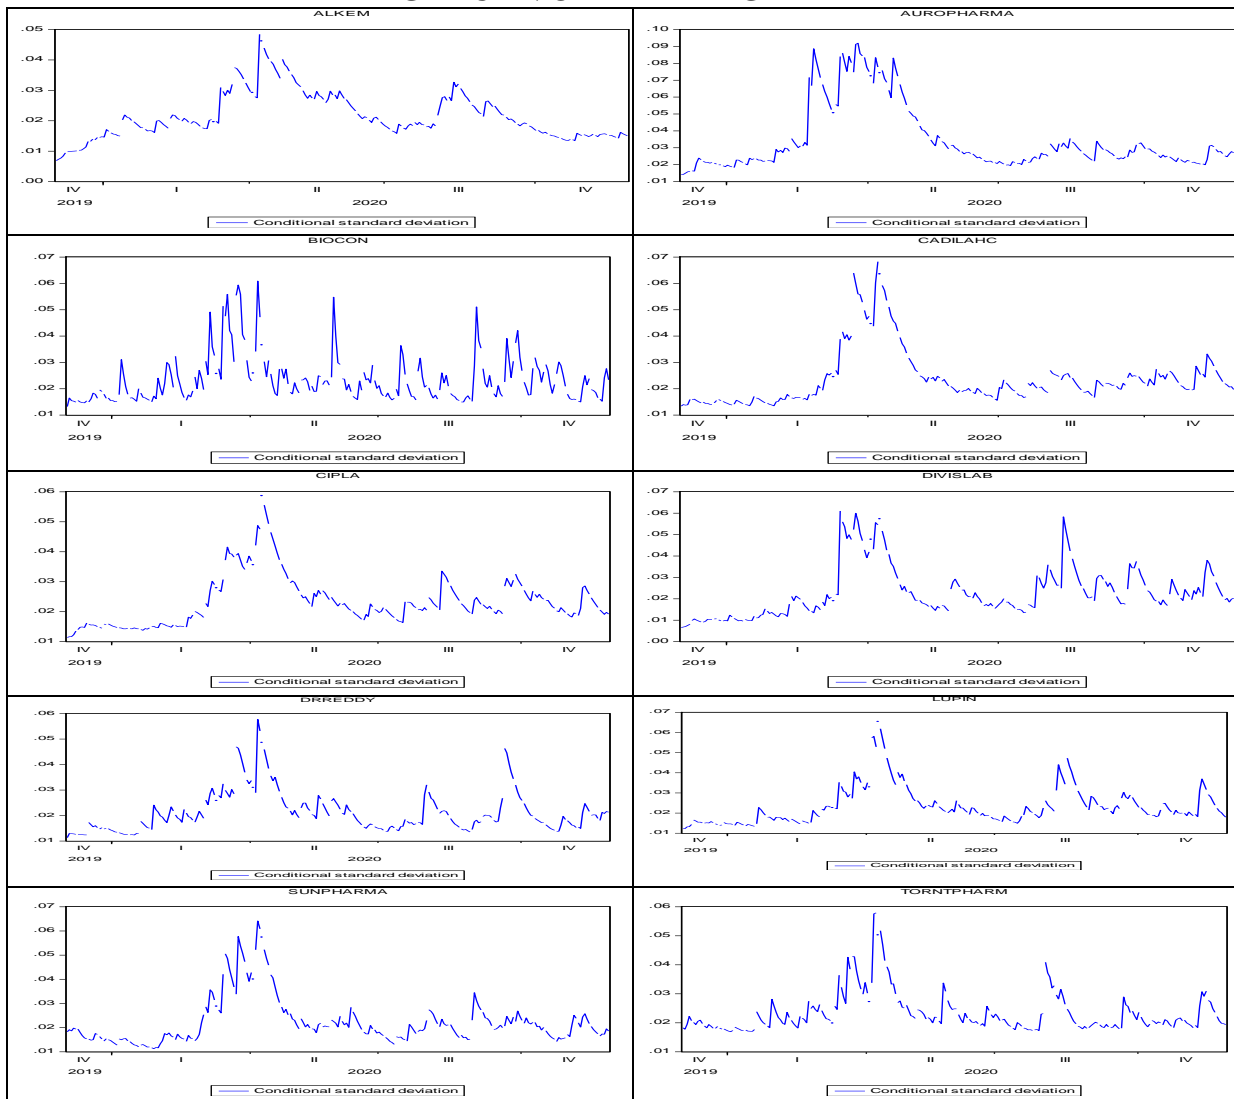 ALKEM
.05
.04
.03
.02
.01
.00
IV I II III IV
2019 2020
Conditional standard deviation
AUROPHARMA
.10
.09
.08
.07
.06
.05
.04
.03
.02
.01
IV I II III IV
2019 2020
Conditional standard deviation
BIOCON
.07
.06
.05
.04
.03
.02
.01
IV I II III IV
2019 2020
Conditional standard deviation
CADILAHC
.07
.06
.05
.04
.03
.02
.01
IV I II III IV
2019 2020
Conditional standard deviation
CIPLA
.06
.05
.04
.03
.02
.01
IV I II III IV
2019 2020
Conditional standard deviation
DIVISLAB
.07
.06
.05
.04
.03
.02
.01
.00
IV I II III IV
2019 2020
Conditional standard deviation
DRREDDY
.06
.05
.04
.03
.02
.01
IV I II III IV
2019 2020
Conditional standard deviation
LUPIN
.07
.06
.05
.04
.03
.02
.01
IV I II III IV
2019 2020
Conditional standard deviation
SUNPHARMA
.07
.06
.05
.04
.03
.02
.01
IV I II III IV
2019 2020
Conditional standard deviation
TORNTPHARM
.06
.05
.04
.03
.02
.01
IV I II III IV
2019 2020
Conditional standard deviation